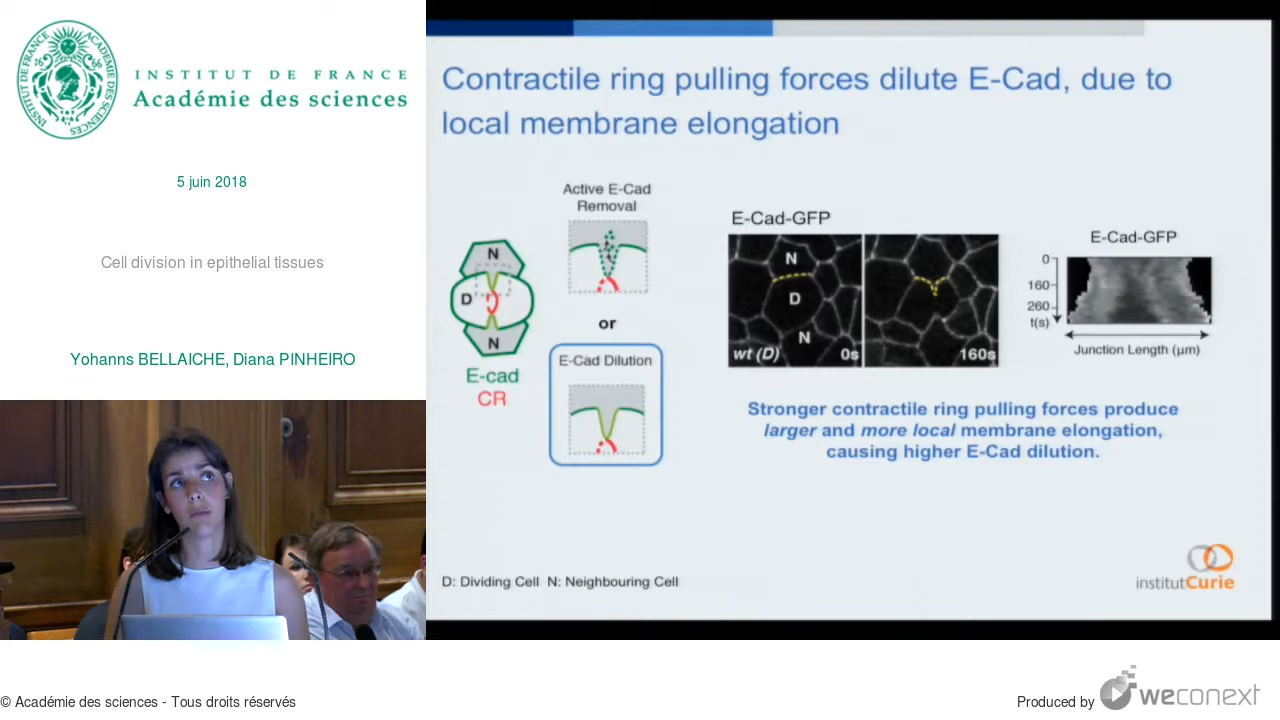 INSTITUT DE FRANCE
Académie des sciences
5 juin 2018
Cell division in epithelial tissues
Yohanns BELLAICHE, Diana PINHEIRO
Contractile ring pulling forces dilute E-Cad, due to
local membrane elongation
Active E-Cad
Removal
N
D
N
E-cad
CR
or
E-Cad Dilution
E-Cad-GFP
N
D
N
wt (D)
0s
160s
E-Cad-GFP
0
160
260
t(s)
Junction Length (μm)
Stronger contractile ring pulling forces produce
larger and more local membrane elongation,
causing higher E-Cad dilution.
D: Dividing Cell N: Neighbouring Cell
institutCurie
© Académie des sciences - Tous droits réservés
Produced by weconext